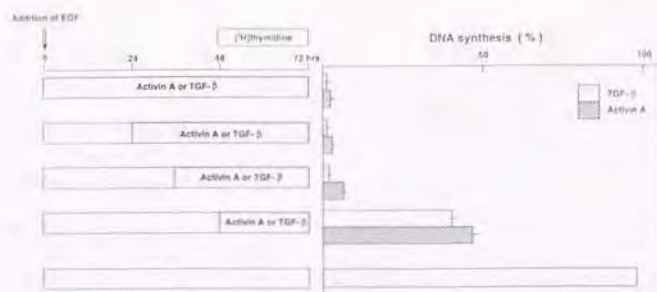 Addition of EGF
[³H]thymidine
DNA synthesis (%)
0 24 48 72 hrs
50 100
Activin A or TGF-β
TGF-β
Activin A
Activin A or TGF-β
Activin A or TGF-β
Activin A or TGF-β